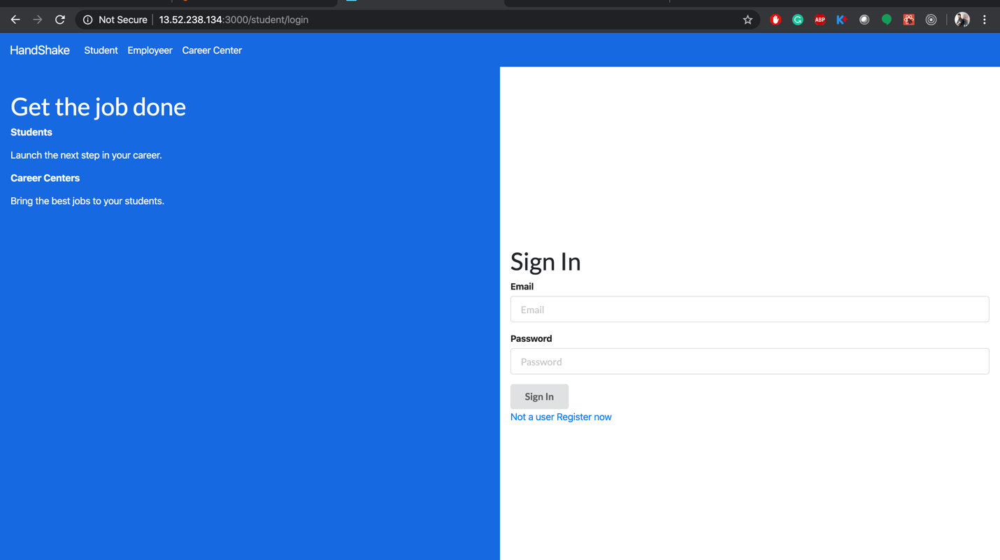 Not Secure 13.52.238.134:3000/student/login
ABP
HandShake Student Employeer Career Center
Get the job done
Students
Launch the next step in your career.
Career Centers
Bring the best jobs to your students.
Sign In
Email
Email
Password
Password
Sign In
Not a user Register now